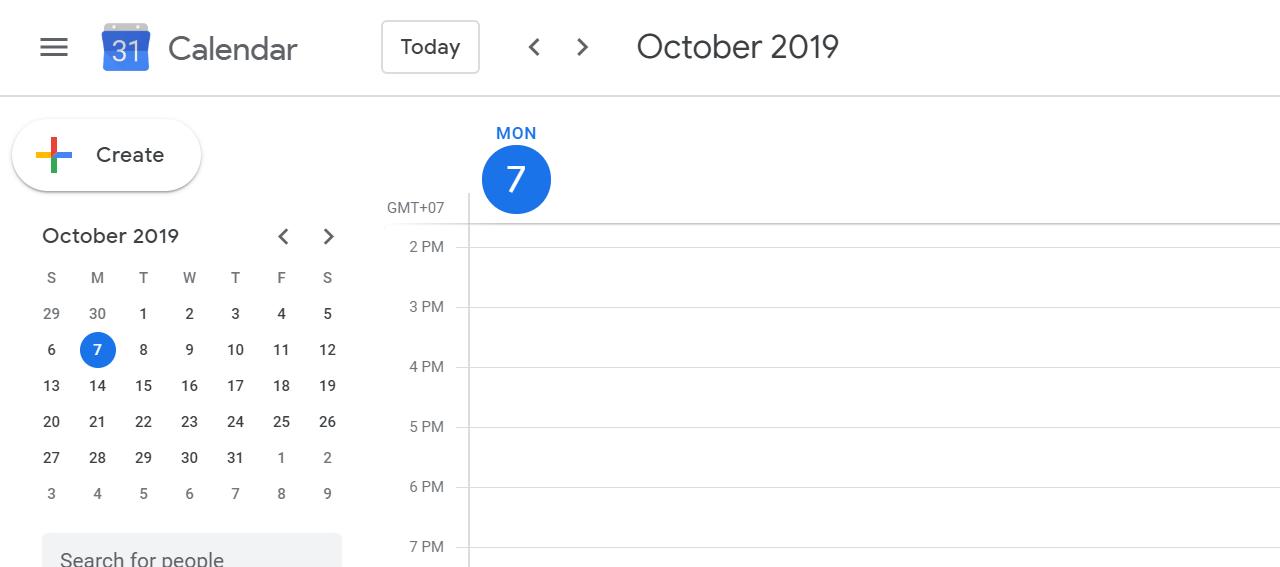 31 Calendar Today October 2019
Create
MON
7
GMT+07
October 2019
S M T W T F S
29 30 1 2 3 4 5
6 7 8 9 10 11 12
13 14 15 16 17 18 19
20 21 22 23 24 25 26
27 28 29 30 31 1 2
3 4 5 6 7 8 9
Search for people
2 PM
3 PM
4 PM
5 PM
6 PM
7 PM